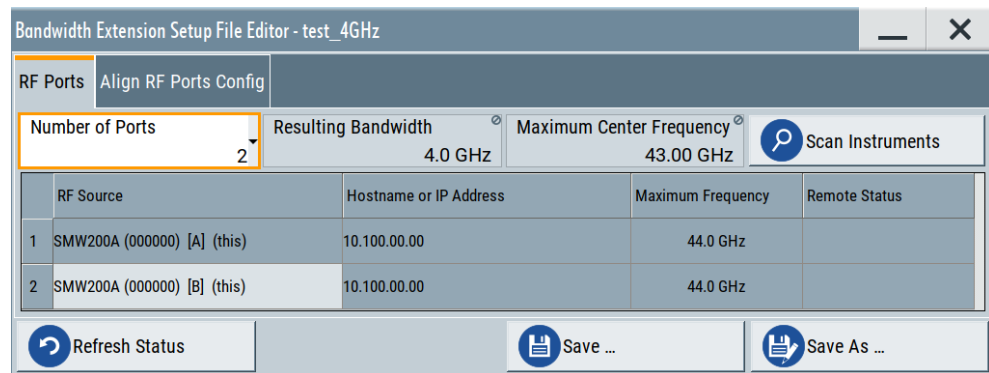 Bandwidth Extension Setup File Editor - test_4GHz
RF Ports Align RF Ports Config
Number of Ports Resulting Bandwidth Maximum Center Frequency Scan Instruments
2 4.0 GHz 43.00 GHz
RF Source Hostname or IP Address Maximum Frequency Remote Status
1 SMW200A (000000) [A] (this) 10.100.00.00 44.0 GHz
2 SMW200A (000000) [B] (this) 10.100.00.00 44.0 GHz
Refresh Status Save ... Save As ...